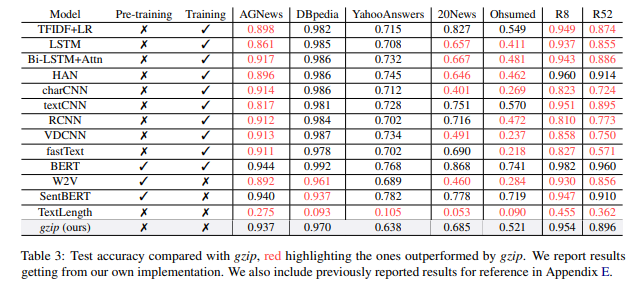 Model Pre-training Training AGNews DBpedia YahooAnswers 20News Ohsumed R8 R52
TFIDF+LR ✗ ✓ 0.898 0.982 0.715 0.827 0.549 0.949 0.874
LSTM ✗ ✓ 0.861 0.985 0.708 0.657 0.411 0.937 0.855
Bi-LSTM+Attn ✗ ✓ 0.917 0.986 0.732 0.667 0.481 0.943 0.886
HAN ✗ ✓ 0.896 0.986 0.745 0.646 0.462 0.960 0.914
charCNN ✗ ✓ 0.914 0.986 0.712 0.401 0.269 0.823 0.724
textCNN ✗ ✓ 0.817 0.981 0.728 0.751 0.570 0.951 0.895
RCNN ✗ ✓ 0.912 0.984 0.702 0.716 0.472 0.810 0.773
VDCNN ✗ ✓ 0.913 0.987 0.734 0.491 0.237 0.858 0.750
fastText ✗ ✓ 0.911 0.978 0.702 0.690 0.218 0.827 0.571
BERT ✓ ✓ 0.944 0.992 0.768 0.868 0.741 0.982 0.960
W2V ✓ ✗ 0.892 0.961 0.689 0.460 0.284 0.930 0.856
SentBERT ✓ ✗ 0.940 0.937 0.782 0.778 0.719 0.947 0.910
TextLength ✗ ✗ 0.275 0.093 0.105 0.053 0.090 0.455 0.362
gzip (ours) ✗ ✗ 0.937 0.970 0.638 0.685 0.521 0.954 0.896
Table 3: Test accuracy compared with gzip, red highlighting the ones outperformed by gzip. We report results
getting from our own implementation. We also include previously reported results for reference in Appendix E.